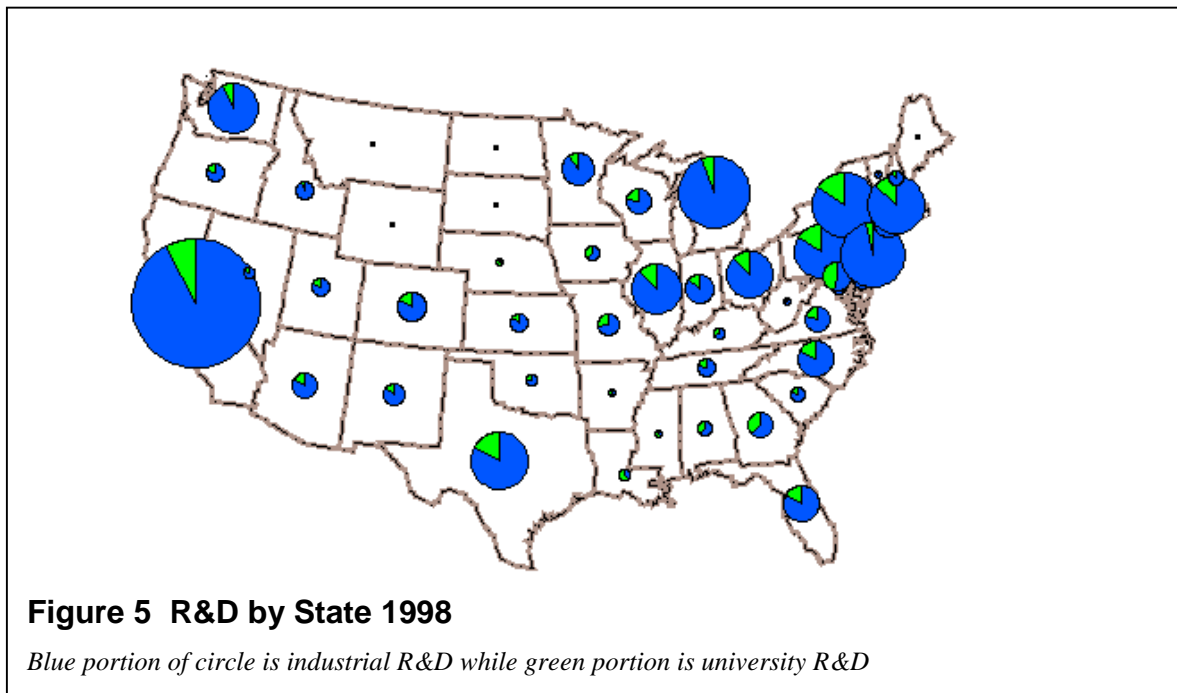 Figure 5  R&D by State 1998
Blue portion of circle is industrial R&D while green portion is university R&D